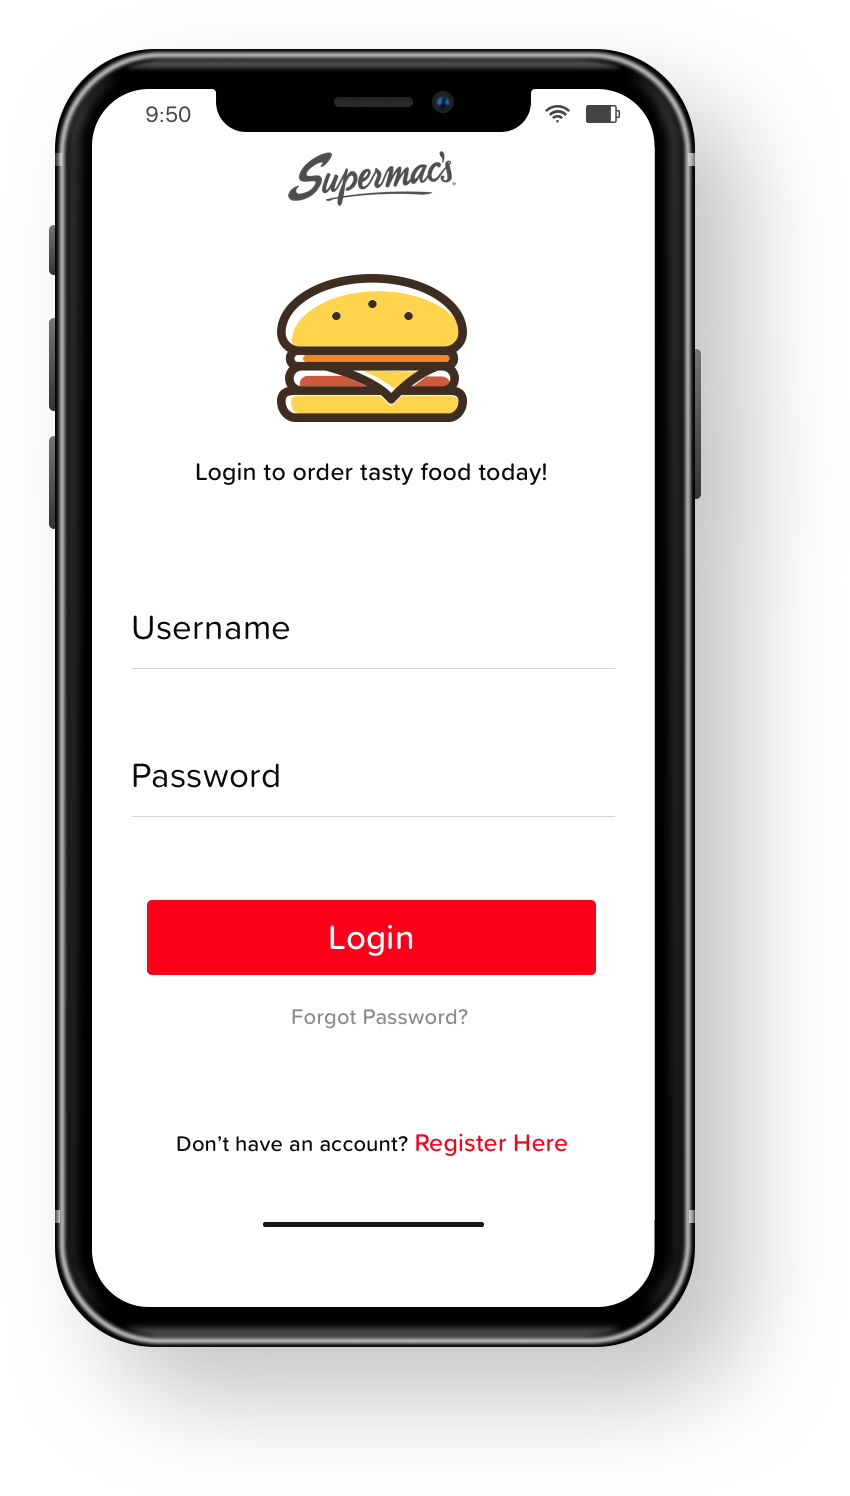 9:50
Supermac's
Login to order tasty food today!
Username
Password
Login
Forgot Password?
Don’t have an account? Register Here